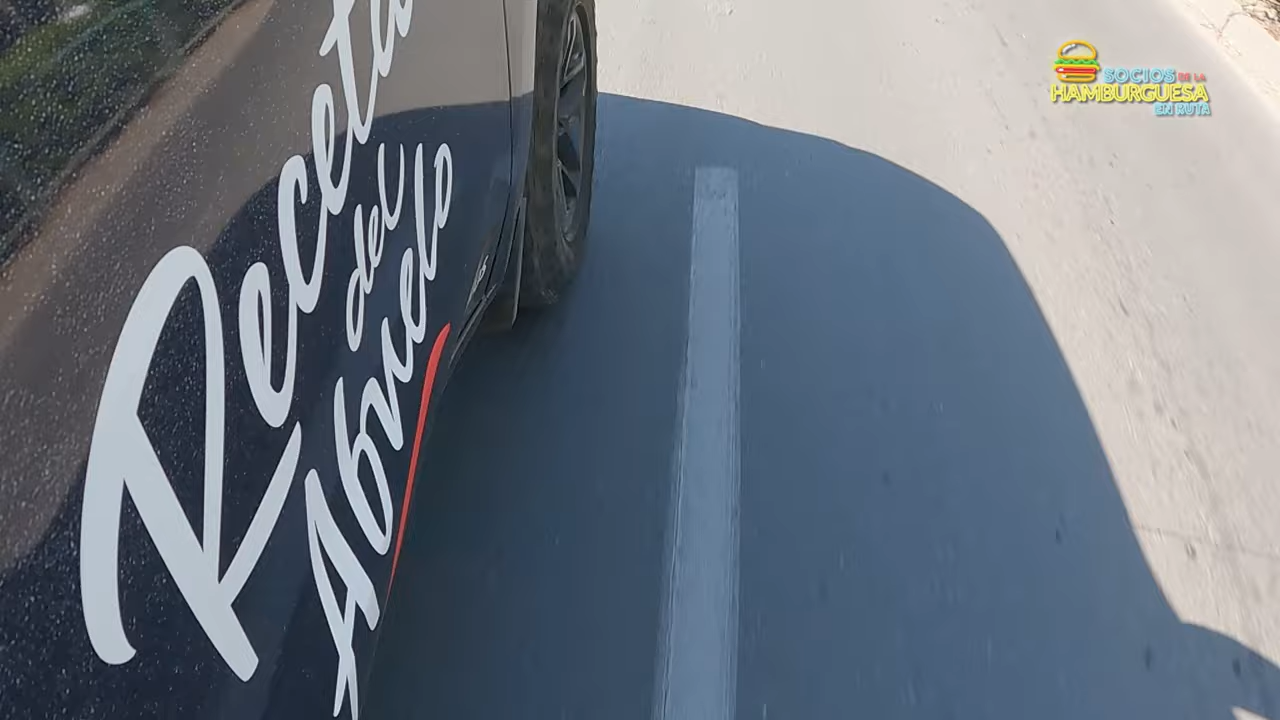 Receta
del
Abuelo
SOCIOS DE LA
HAMBURGUESA
EN RUTA